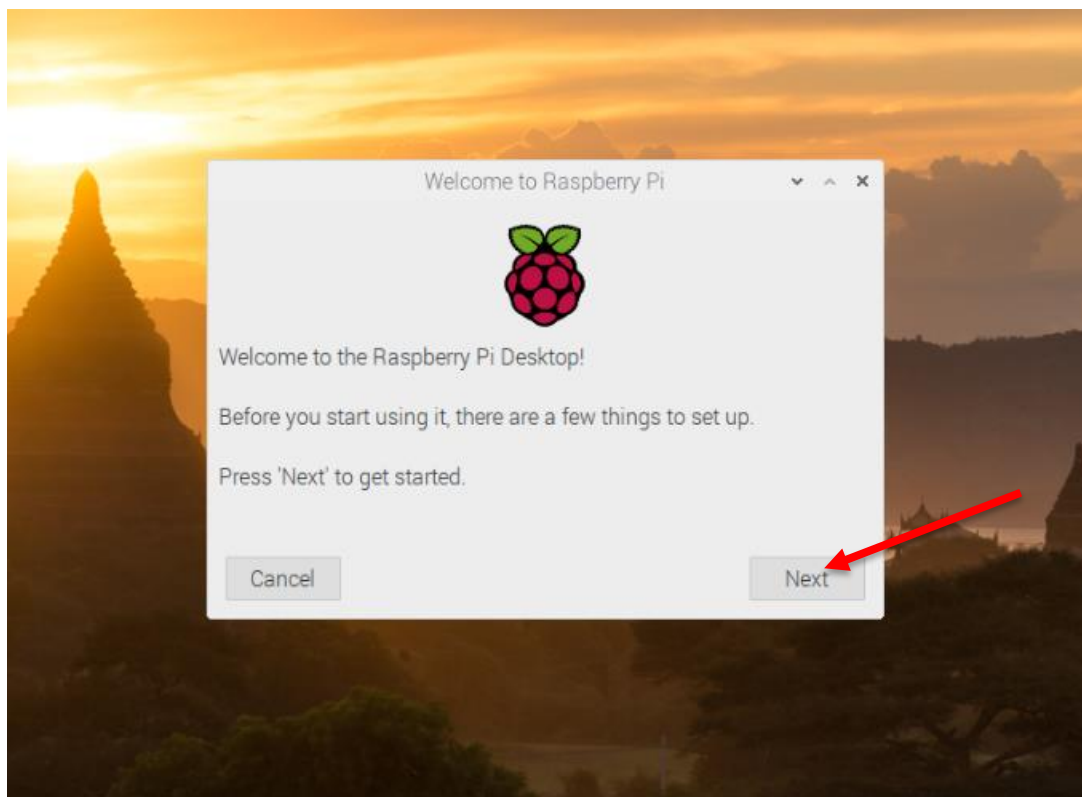 Welcome to Raspberry Pi
Welcome to the Raspberry Pi Desktop!
Before you start using it, there are a few things to set up.
Press 'Next' to get started.
Cancel
Next